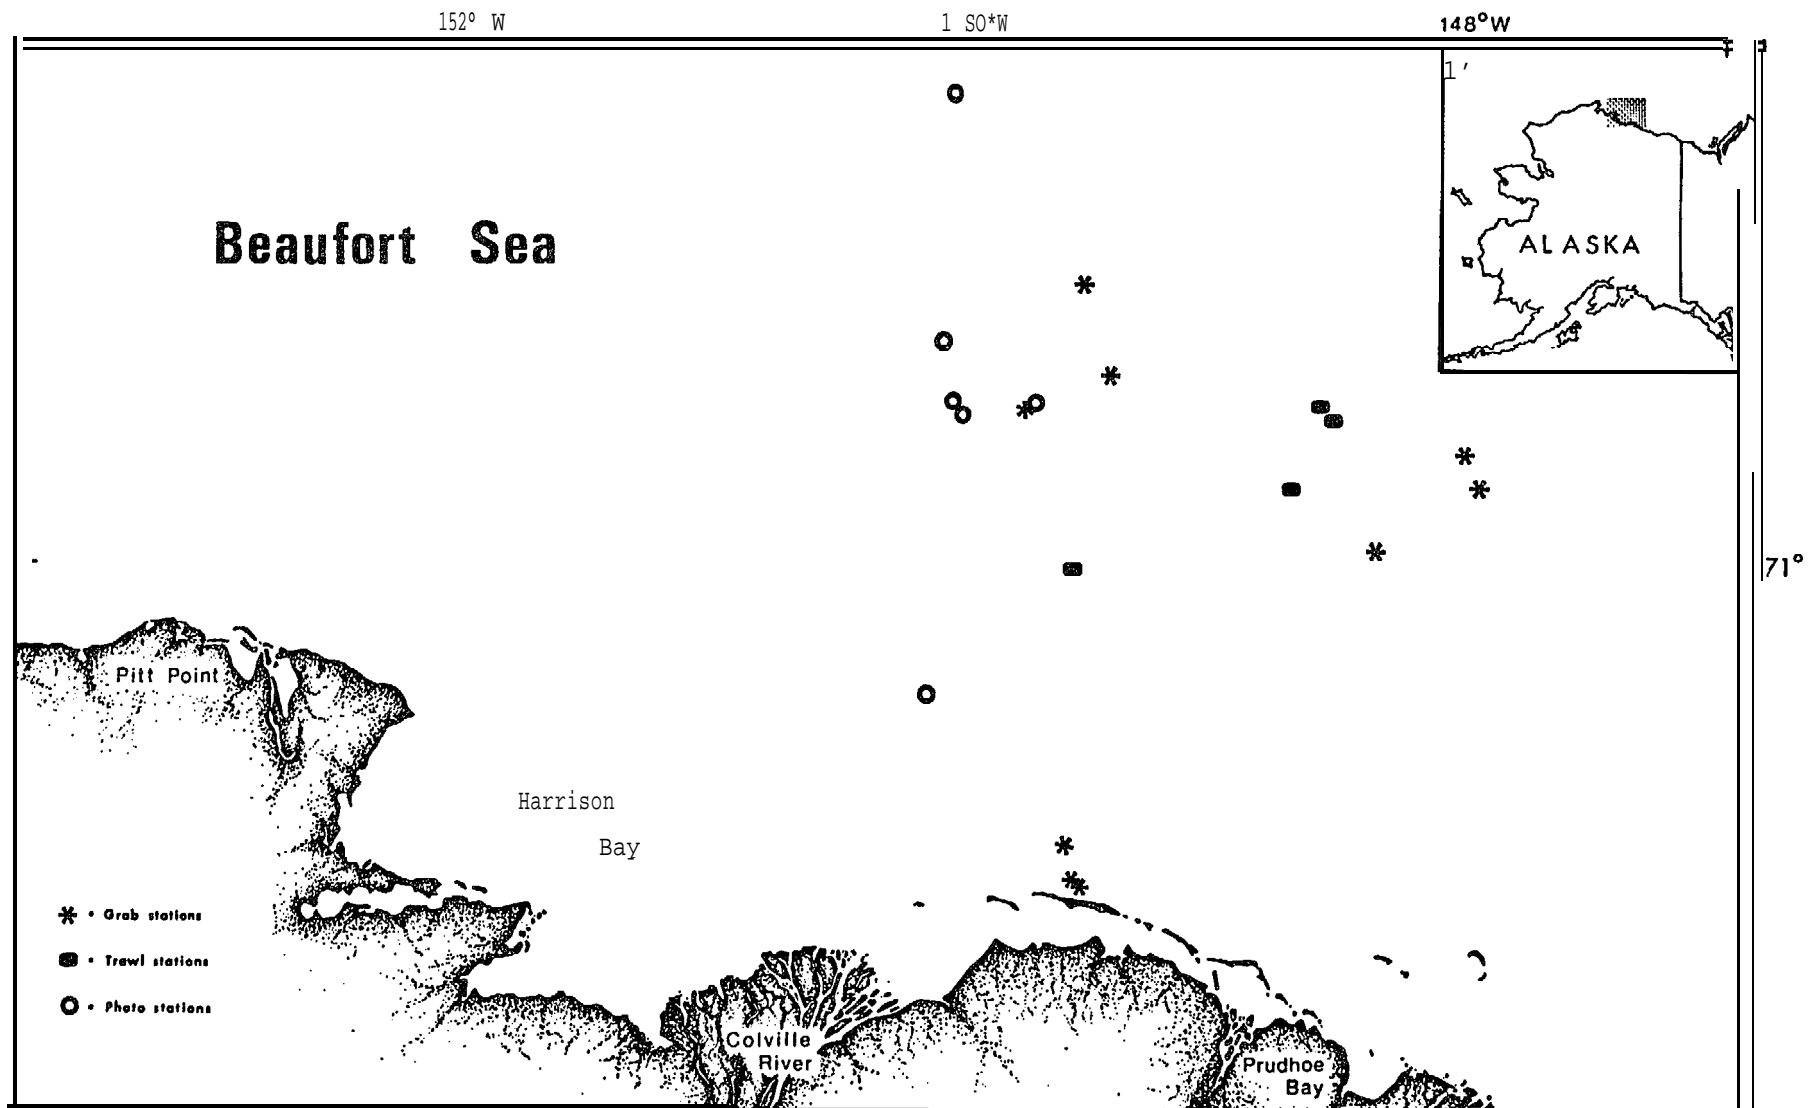 152° W
1 SO*W
148°W
1 ′
Beaufort Sea
ALASKA
71°
Pitt Point
Harrison
Bay
* • Grab stations
• Trawl stations
• Photo stations
Colville
River
Prudhoe
Bay